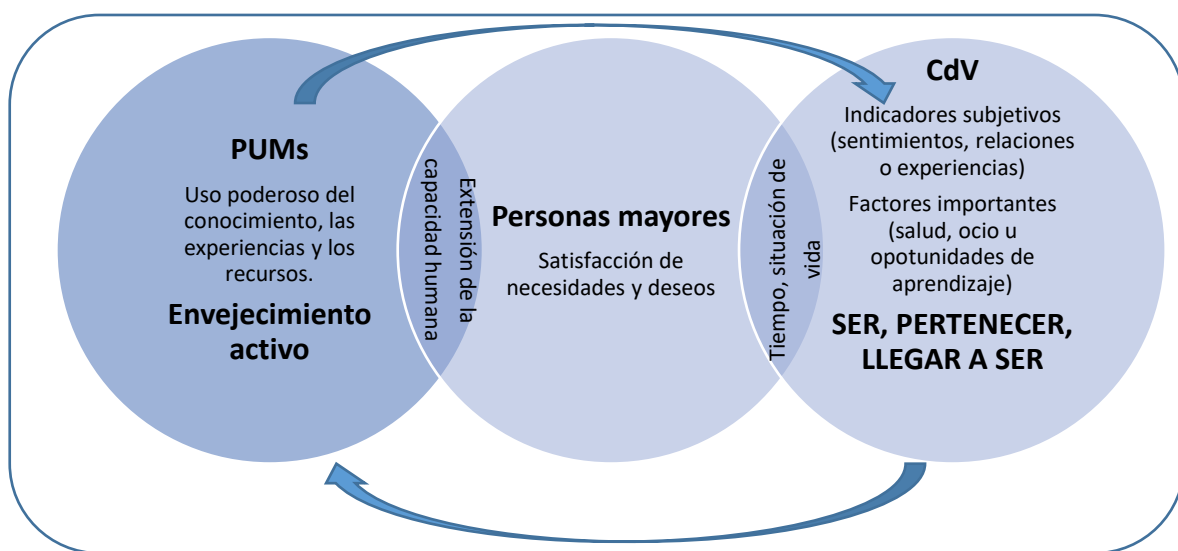 PUMs
Uso poderoso del
conocimiento, las
experiencias y los
recursos.
Envejecimiento
activo
Extensión de la
capacidad humana
Personas mayores
Satisfacción de
necesidades y deseos
Tiempo, situación de
vida
CdV
Indicadores subjetivos
(sentimientos, relaciones
o experiencias)
Factores importantes
(salud, ocio u
opotunidades de
aprendizaje)
SER, PERTENECER,
LLEGAR A SER